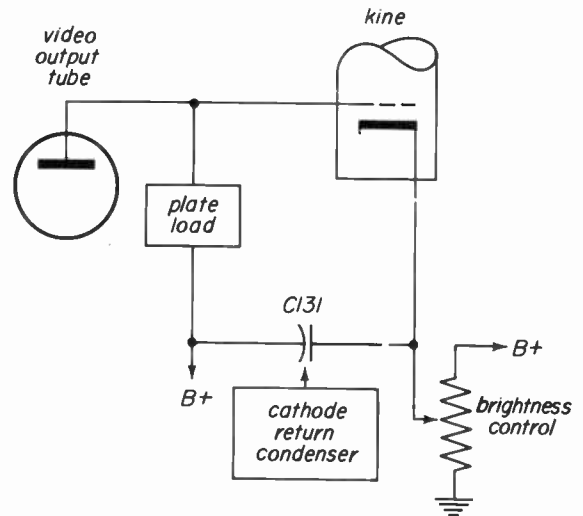 kine
video
output
tube
plate
load
C131
B+
B+
cathode
return
condenser
brightness
control